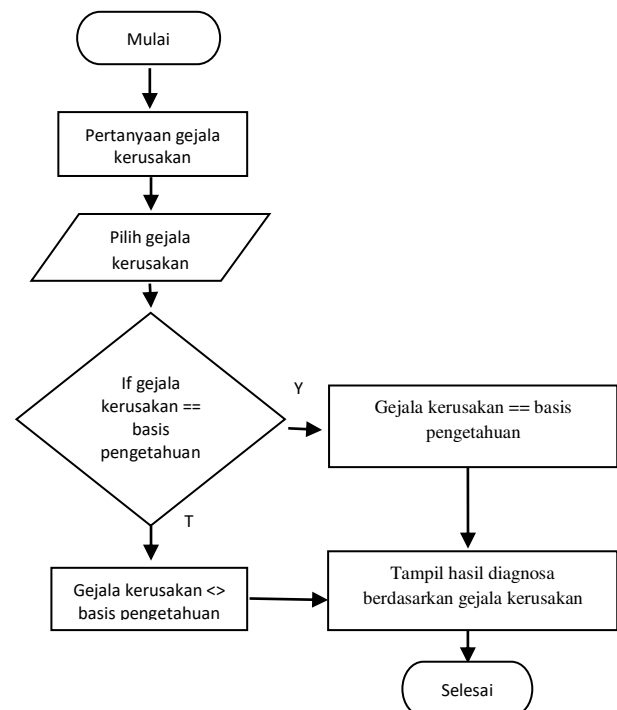 Mulai
Pertanyaan gejala
kerusakan
Pilih gejala
kerusakan
If gejala
kerusakan ==
basis
pengetahuan
Y
Gejala kerusakan == basis
pengetahuan
T
Gejala kerusakan <>
basis pengetahuan
Tampil hasil diagnosa
berdasarkan gejala kerusakan
Selesai